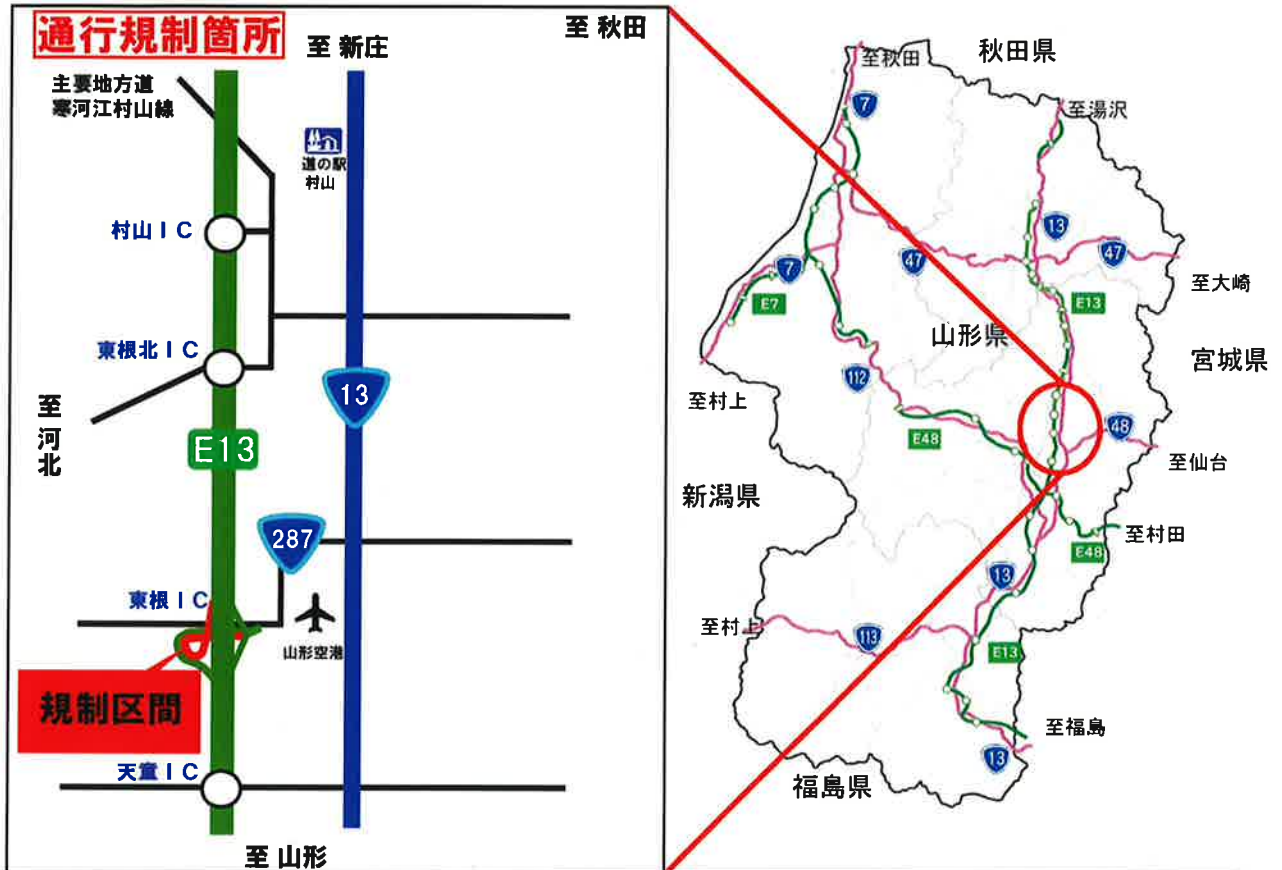 通行規制箇所
至 新庄
至 秋田
主要地方道
寒河江村山線
道の駅
村山
村山IC
東根北IC
至河北
13
E13
287
東根IC
山形空港
規制区間
天童IC
至 山形
至秋田
秋田県
7
至湯沢
13
47
47
7
至大崎
E7
E13
山形県
宮城県
112
至村上
48
E48
至仙台
新潟県
至村田
E48
13
至村上
113
E13
至福島
13
福島県